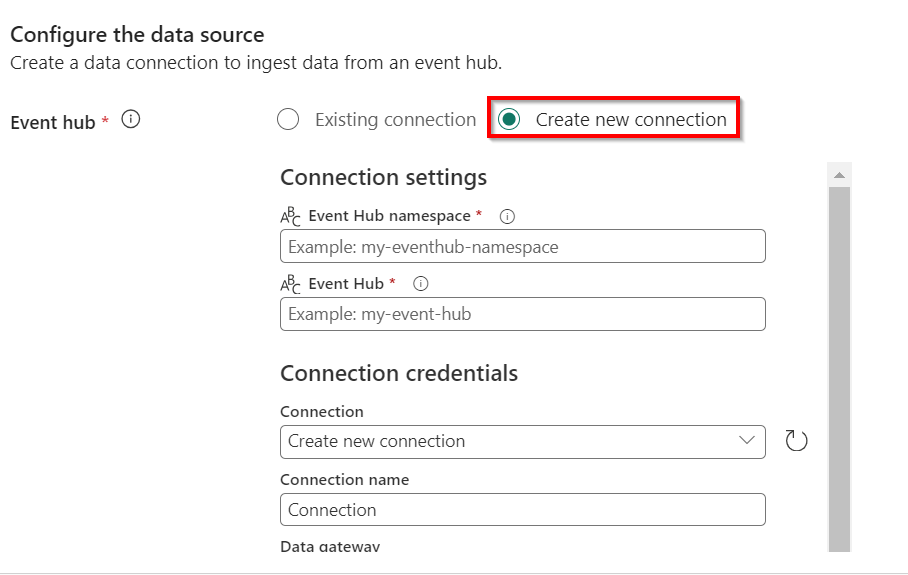 Configure the data source
Create a data connection to ingest data from an event hub.
Event hub *
Existing connection
Create new connection
Connection settings
ABC Event Hub namespace *
Example: my-eventhub-namespace
ABC Event Hub *
Example: my-event-hub
Connection credentials
Connection
Create new connection
Connection name
Connection
Data gateway